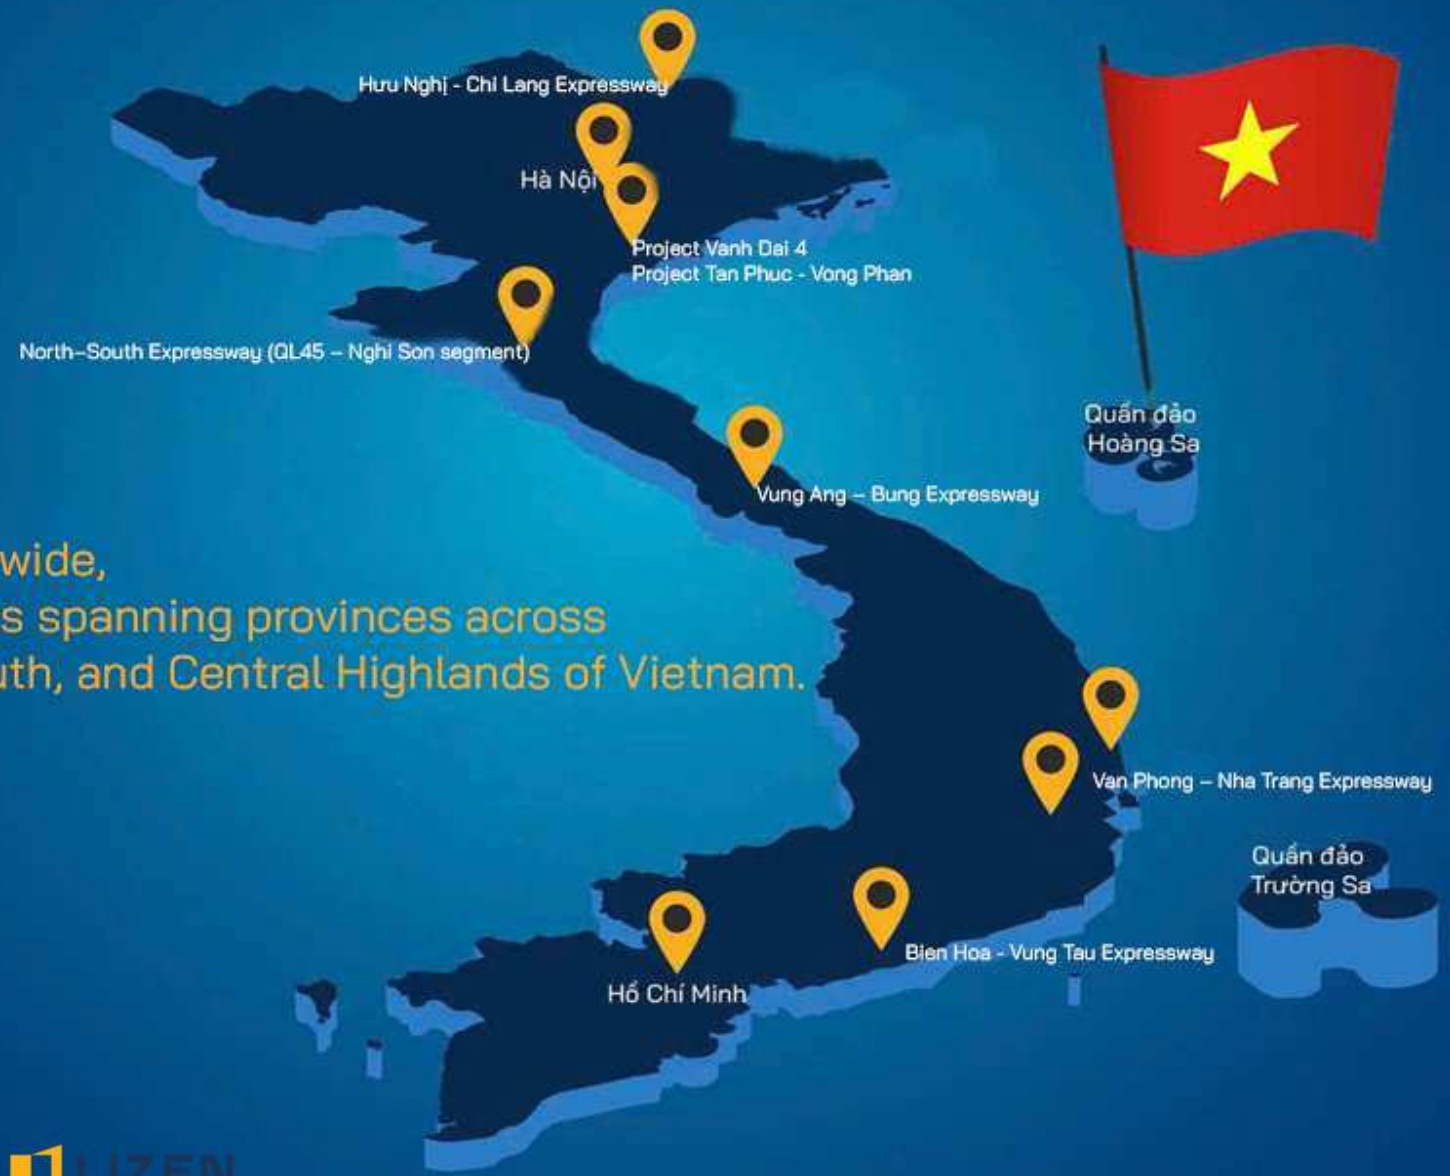 Hưu Nghị - Chi Lang Expressway
Hà Nội
Project Vanh Dai 4
Project Tan Phuc - Vong Phan
North–South Expressway (QL45 – Nghi Son segment)
Quần đảo
Hoàng Sa
Vung Ang – Bung Expressway
wide,
s spanning provinces across
uth, and Central Highlands of Vietnam.
Van Phong – Nha Trang Expressway
Quần đảo
Trường Sa
Bien Hoa - Vung Tau Expressway
Hồ Chí Minh
LIZEN